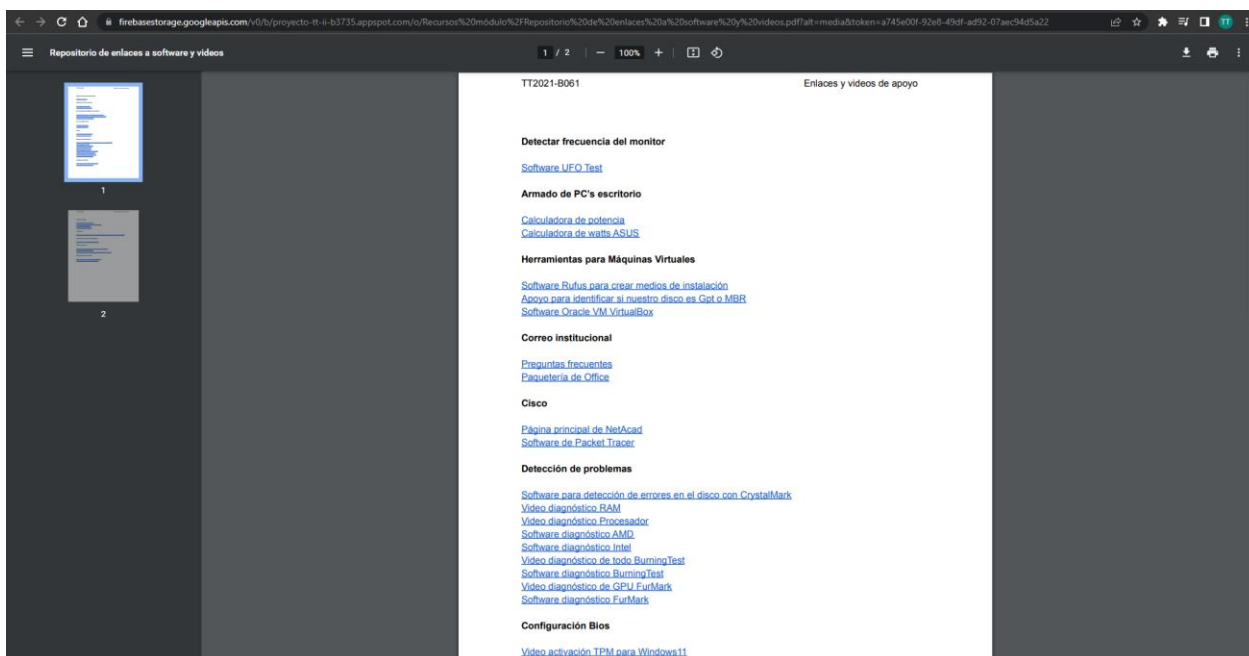 firebasestorage.googleapis.com/v0/b/proyecto-tt-ii-b3735.appspot.com/o/Recursos%20módulo%2FRepositorio%20de%20enlaces%20a%20software%20y%20videos.pdf?alt=media&token=a745e00f-92e8-49df-ad92-07aec94d5a22
TT
Repositorio de enlaces a software y videos
1 / 2
100%
1
2
TT2021-B061 Enlaces y videos de apoyo
Detectar frecuencia del monitor
Software UFO Test
Armado de PC's escritorio
Calculadora de potencia
Calculadora de watts ASUS
Herramientas para Máquinas Virtuales
Software Rufus para crear medios de instalación
Apoyo para identificar si nuestro disco es Gpt o MBR
Software Oracle VM VirtualBox
Correo institucional
Preguntas frecuentes
Paquetería de Office
Cisco
Página principal de NetAcad
Software de Packet Tracer
Detección de problemas
Software para detección de errores en el disco con CrystalMark
Video diagnóstico RAM
Video diagnóstico Procesador
Software diagnóstico AMD
Software diagnóstico Intel
Video diagnóstico de todo BurningTest
Software diagnóstico BurningTest
Video diagnóstico de GPU FurMark
Software diagnóstico FurMark
Configuración Bios
Video activación TPM para Windows11